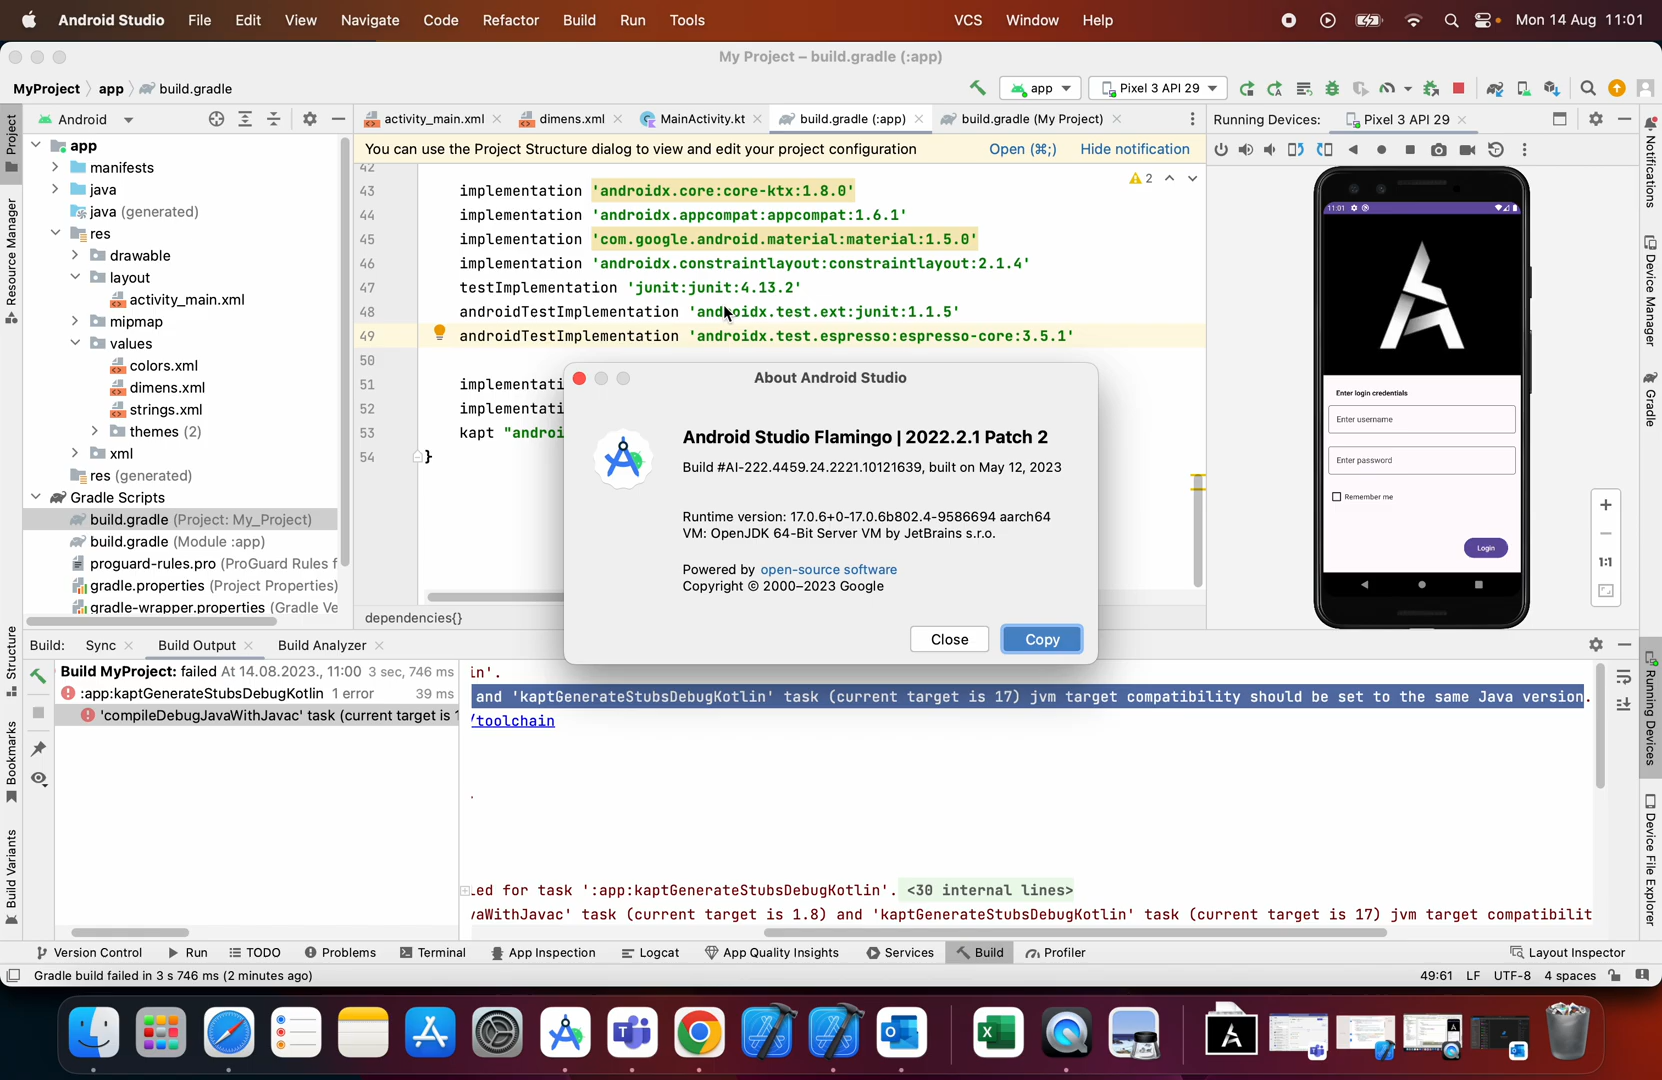 Android Studio File Edit View Navigate Code Refactor Build Run Tools VCS Window Help Mon 14 Aug 11:01
My Project – build.gradle (:app)
MyProject app build.gradle
app Pixel 3 API 29
Project
Android
activity_main.xml dimens.xml MainActivity.kt build.gradle (:app) build.gradle (My Project)
Running Devices: Pixel 3 API 29
You can use the Project Structure dialog to view and edit your project configuration Open (⌘;) Hide notification
app
manifests
java
java (generated)
res
drawable
layout
activity_main.xml
mipmap
values
colors.xml
dimens.xml
strings.xml
themes (2)
xml
res (generated)
Gradle Scripts
build.gradle (Project: My_Project)
build.gradle (Module :app)
proguard-rules.pro (ProGuard Rules f
gradle.properties (Project Properties)
gradle-wrapper.properties (Gradle Ve
42
43 implementation 'androidx.core:core-ktx:1.8.0'
44 implementation 'androidx.appcompat:appcompat:1.6.1'
45 implementation 'com.google.android.material:material:1.5.0'
46 implementation 'androidx.constraintlayout:constraintlayout:2.1.4'
47 testImplementation 'junit:junit:4.13.2'
48 androidTestImplementation 'androidx.test.ext:junit:1.1.5'
49 androidTestImplementation 'androidx.test.espresso:espresso-core:3.5.1'
50
51 implementati
52 implementati
53 kapt "androi
54 }
2
dependencies{}
About Android Studio
Android Studio Flamingo | 2022.2.1 Patch 2
Build #AI-222.4459.24.2221.10121639, built on May 12, 2023
Runtime version: 17.0.6+0-17.0.6b802.4-9586694 aarch64
VM: OpenJDK 64-Bit Server VM by JetBrains s.r.o.
Powered by open-source software
Copyright © 2000–2023 Google
Close Copy
11:01
Enter login credentials
Enter username
Enter password
Remember me
Login
1:1
Resource Manager
Structure
Bookmarks
Build Variants
Notifications
Device Manager
Gradle
Running Devices
Device File Explorer
Build: Sync Build Output Build Analyzer
Build MyProject: failed At 14.08.2023., 11:00 3 sec, 746 ms
:app:kaptGenerateStubsDebugKotlin 1 error 39 ms
'compileDebugJavaWithJavac' task (current target is 1
in'.
and 'kaptGenerateStubsDebugKotlin' task (current target is 17) jvm target compatibility should be set to the same Java version.
/toolchain
.
led for task ':app:kaptGenerateStubsDebugKotlin'. <30 internal lines>
vaWithJavac' task (current target is 1.8) and 'kaptGenerateStubsDebugKotlin' task (current target is 17) jvm target compatibilit
Version Control Run TODO Problems Terminal App Inspection Logcat App Quality Insights Services Build Profiler Layout Inspector
Gradle build failed in 3 s 746 ms (2 minutes ago) 49:61 LF UTF-8 4 spaces